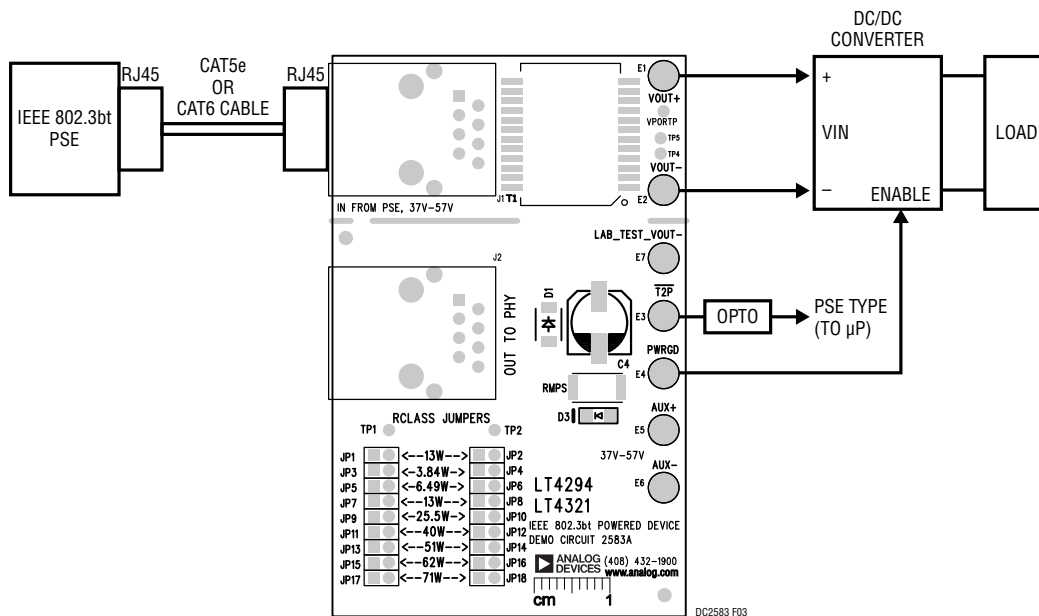 IEEE 802.3bt
PSE
RJ45
CAT5e
OR
CAT6 CABLE
RJ45
J1 T1
IN FROM PSE, 37V-57V
E1
VOUT+
VPORTP
TP5
TP4
VOUT-
E2
DC/DC
CONVERTER
+
VIN
–
ENABLE
LOAD
LAB_TEST_VOUT-
E7
J2
OUT TO PHY
D1
C4
T2P
E3
OPTO
PSE TYPE
(TO µP)
PWRGD
E4
RMPS
D3
AUX+
E5
37V-57V
AUX-
E6
RCLASS JUMPERS
TP1 TP2
JP1 <--13W--> JP2
JP3 <--3.84W--> JP4
JP5 <--6.49W--> JP6
JP7 <--13W--> JP8
JP9 <--25.5W--> JP10
JP11 <--40W--> JP12
JP13 <--51W--> JP14
JP15 <--62W--> JP16
JP17 <--71W--> JP18
LT4294
LT4321
IEEE 802.3bt POWERED DEVICE
DEMO CIRCUIT 2583A
ANALOG
DEVICES
(408) 432-1900
www.analog.com
cm 1
DC2583 F03